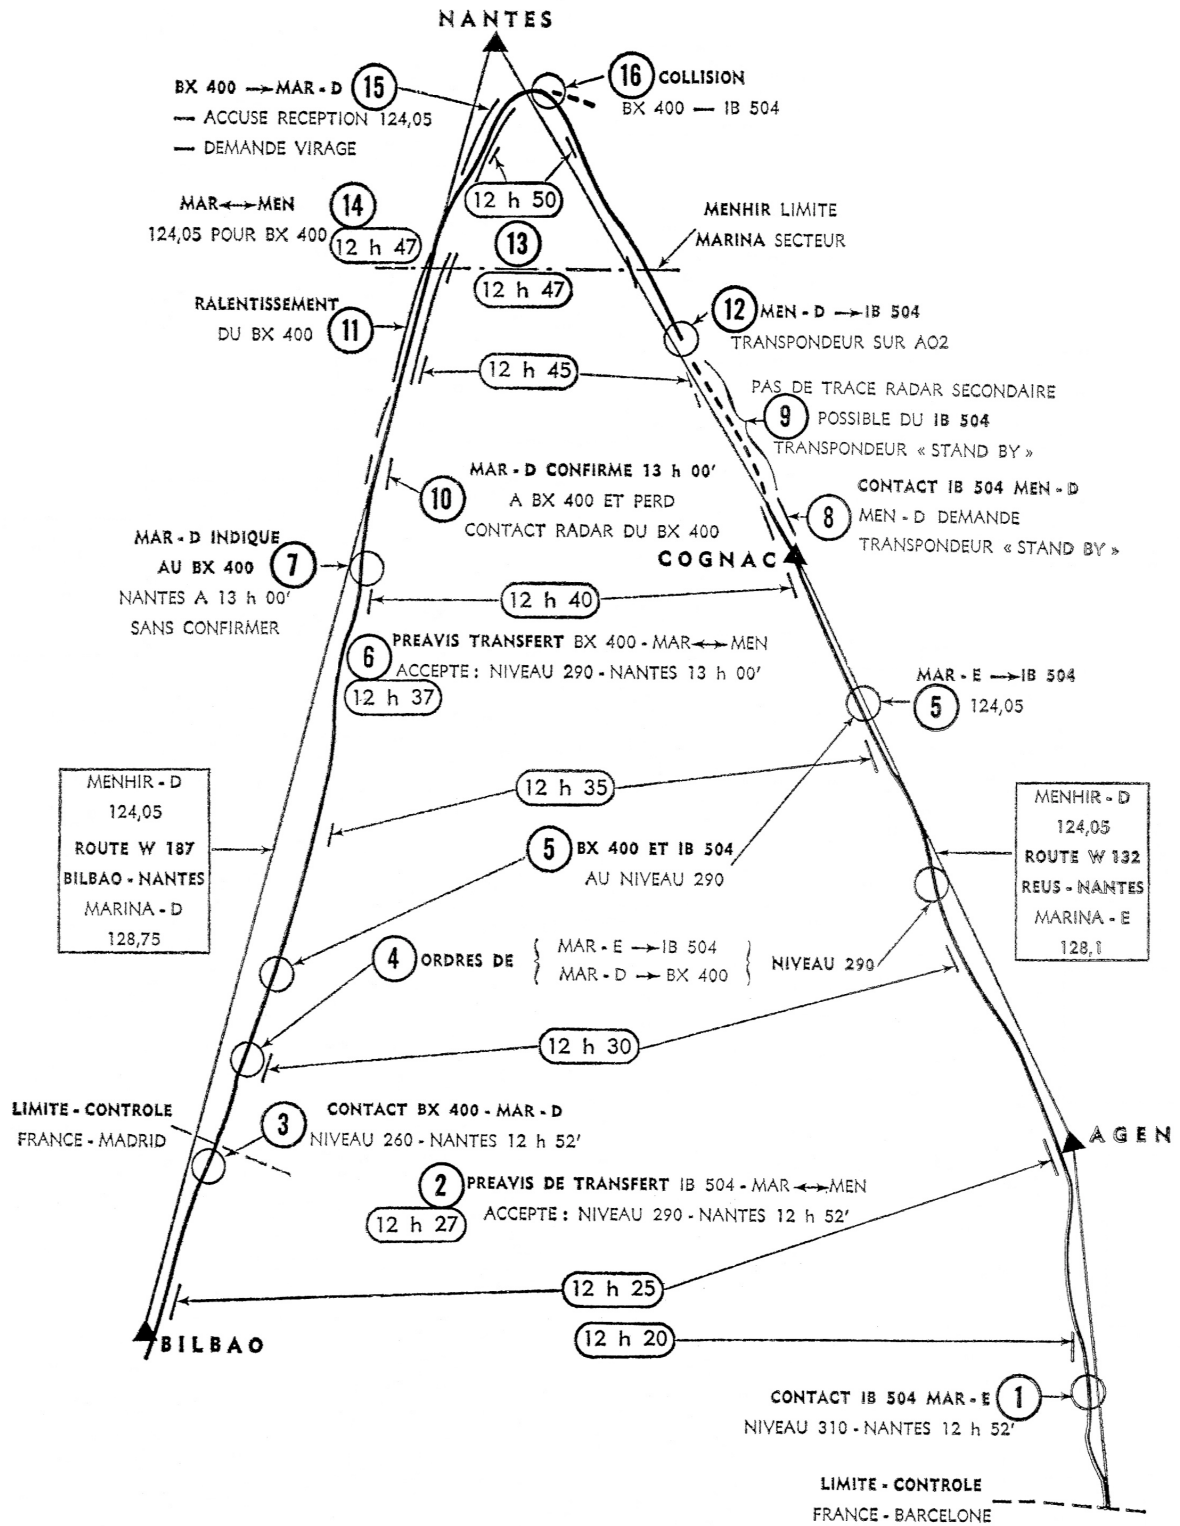 NANTES
16 COLLISION
BX 400 — IB 504
BX 400 → MAR - D 15
— ACCUSE RECEPTION 124,05
— DEMANDE VIRAGE
12 h 50
MAR ↔ MEN 14
124,05 POUR BX 400 12 h 47
13
12 h 47
MENHIR LIMITE
MARINA SECTEUR
RALENTISSEMENT
DU BX 400 11
12 MEN - D → IB 504
TRANSPONDEUR SUR AO2
12 h 45
PAS DE TRACE RADAR SECONDAIRE
9 POSSIBLE DU IB 504
TRANSPONDEUR « STAND BY »
10 MAR - D CONFIRME 13 h 00'
A BX 400 ET PERD
CONTACT RADAR DU BX 400
8 CONTACT IB 504 MEN - D
MEN - D DEMANDE
TRANSPONDEUR « STAND BY »
COGNAC
MAR - D INDIQUE
AU BX 400 7
NANTES A 13 h 00'
SANS CONFIRMER
12 h 40
6 PREAVIS TRANSFERT BX 400 - MAR ↔ MEN
ACCEPTE : NIVEAU 290 - NANTES 13 h 00'
12 h 37
MAR - E → IB 504
5 124,05
12 h 35
MENHIR - D
124,05
ROUTE W 187
BILBAO - NANTES
MARINA - D
128,75
MENHIR - D
124,05
ROUTE W 132
REUS - NANTES
MARINA - E
128,1
5 BX 400 ET IB 504
AU NIVEAU 290
4 ORDRES DE { MAR - E → IB 504 } NIVEAU 290
{ MAR - D → BX 400 }
12 h 30
LIMITE - CONTROLE
FRANCE - MADRID
3 CONTACT BX 400 - MAR - D
NIVEAU 260 - NANTES 12 h 52'
AGEN
2 PREAVIS DE TRANSFERT IB 504 - MAR ↔ MEN
12 h 27 ACCEPTE : NIVEAU 290 - NANTES 12 h 52'
12 h 25
12 h 20
BILBAO
CONTACT IB 504 MAR - E 1
NIVEAU 310 - NANTES 12 h 52'
LIMITE - CONTROLE
FRANCE - BARCELONE